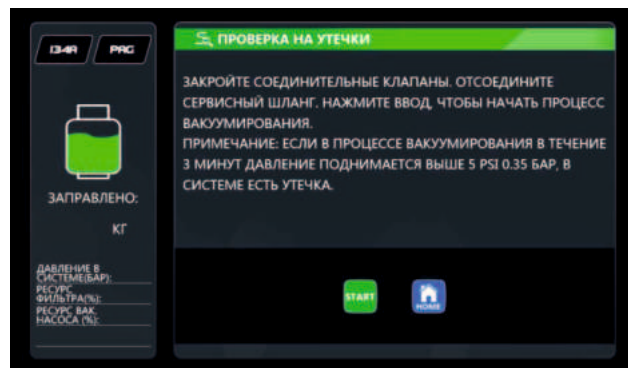 134A PAG
ПРОВЕРКА НА УТЕЧКИ
ЗАКРОЙТЕ СОЕДИНИТЕЛЬНЫЕ КЛАПАНЫ. ОТСОЕДИНИТЕ
СЕРВИСНЫЙ ШЛАНГ. НАЖМИТЕ ВВОД, ЧТОБЫ НАЧАТЬ ПРОЦЕСС
ВАКУУМИРОВАНИЯ.
ПРИМЕЧАНИЕ: ЕСЛИ В ПРОЦЕССЕ ВАКУУМИРОВАНИЯ В ТЕЧЕНИЕ
3 МИНУТ ДАВЛЕНИЕ ПОДНИМАЕТСЯ ВЫШЕ 5 PSI 0.35 БАР, В
СИСТЕМЕ ЕСТЬ УТЕЧКА.
ЗАПРАВЛЕНО:
КГ
ДАВЛЕНИЕ В
СИСТЕМЕ(БАР):
РЕСУРС
ФИЛЬТРА(%):
РЕСУРС ВАК.
НАСОСА (%):
START
HOME